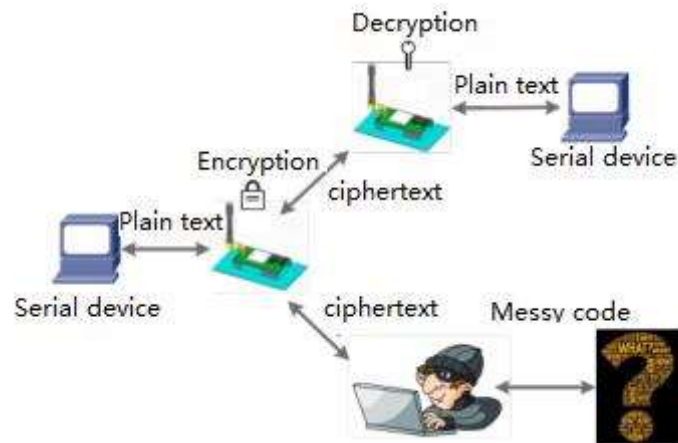 Decryption
Plain text
Serial device
Encryption
ciphertext
Plain text
Serial device
ciphertext
Messy code
WHAT?